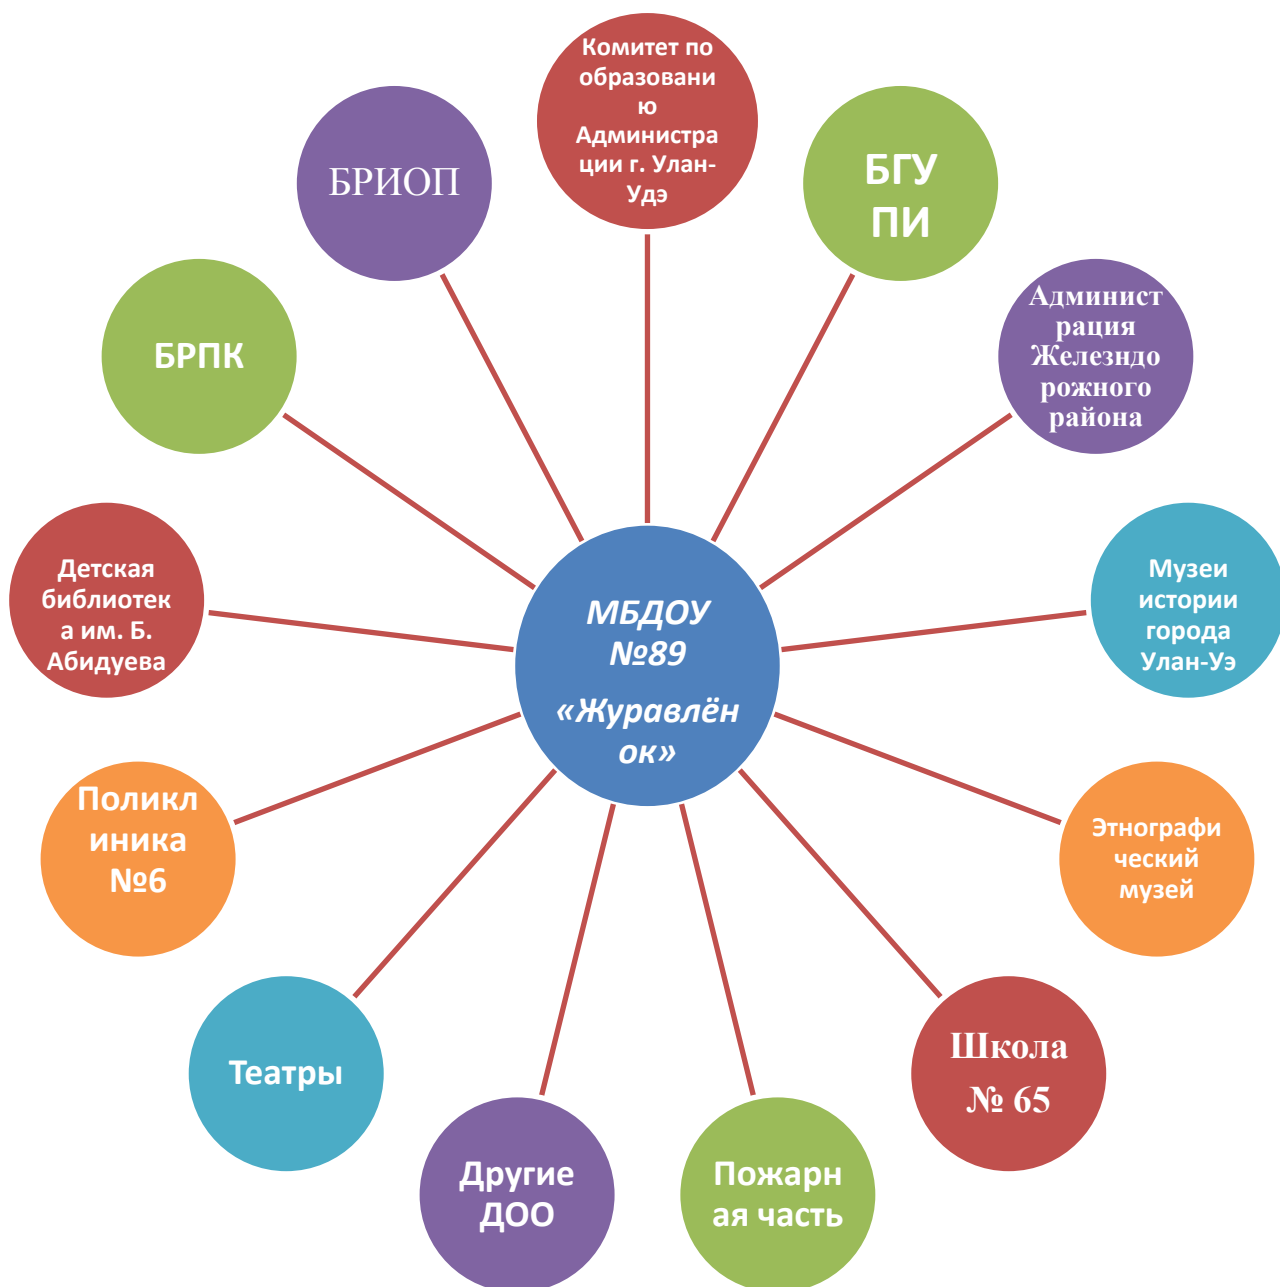 Комитет по
образовани
ю
Администра
ции г. Улан-
Удэ
БГУ
ПИ
Админист
рация
Железндо
рожного
района
Музеи
истории
города
Улан-Уэ
Этнографи
ческий
музей
Школа
№ 65
Пожарн
ая часть
Другие
ДОО
Театры
Поликл
иника
№6
Детская
библиотек
а им. Б.
Абидуева
БРПК
БРИОП
МБДОУ
№89
«Журавлён
ок»